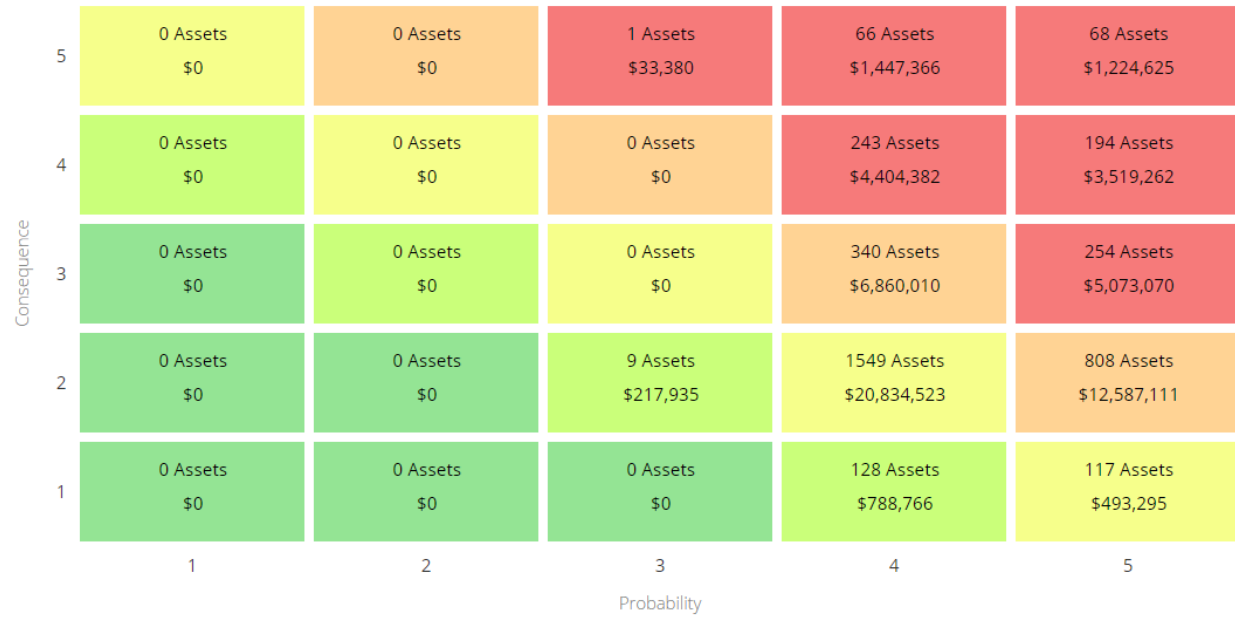 0 Assets 0 Assets 1 Assets 66 Assets 68 Assets
5
$0 $0 $33,380 $1,447,366 $1,224,625
0 Assets 0 Assets 0 Assets 243 Assets 194 Assets
4
$0 $0 $0 $4,404,382 $3,519,262
Consequence
0 Assets 0 Assets 0 Assets 340 Assets 254 Assets
3
$0 $0 $0 $6,860,010 $5,073,070
0 Assets 0 Assets 9 Assets 1549 Assets 808 Assets
2
$0 $0 $217,935 $20,834,523 $12,587,111
0 Assets 0 Assets 0 Assets 128 Assets 117 Assets
1
$0 $0 $0 $788,766 $493,295
1 2 3 4 5
Probability